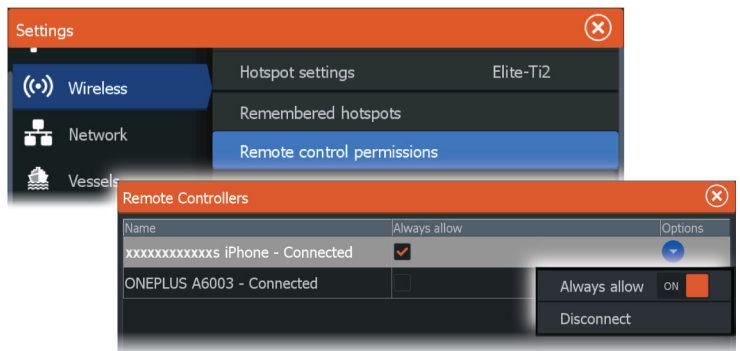 Settings
Hotspot settings Elite-Ti2
Wireless
Remembered hotspots
Network
Remote control permissions
Vessels
Remote Controllers
Name Always allow Options
xxxxxxxxxxxxs iPhone - Connected
ONEPLUS A6003 - Connected
Always allow ON
Disconnect